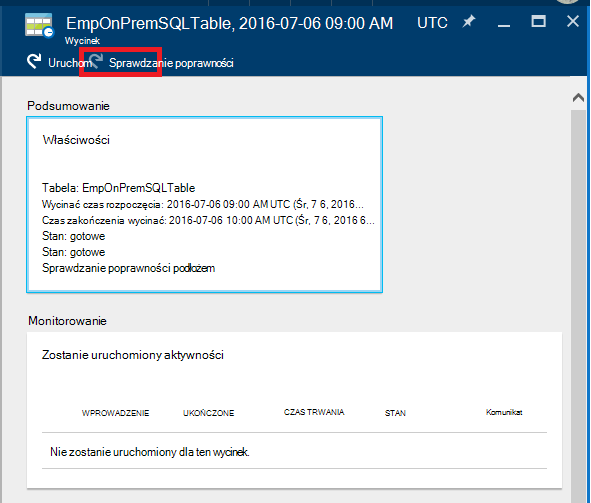 EmpOnPremSQLTable, 2016-07-06 09:00 AM UTC
Wycinek
Uruchom Sprawdzanie poprawności
Podsumowanie
Właściwości
Tabela: EmpOnPremSQLTable
Wycinać czas rozpoczęcia: 2016-07-06 09:00 AM UTC (Śr, 7 6, 2016...
Czas zakończenia wycinać: 2016-07-06 10:00 AM UTC (Śr, 7 6, 2016 6...
Stan: gotowe
Stan: gotowe
Sprawdzanie poprawności podłożem
Monitorowanie
Zostanie uruchomiony aktywności
WPROWADZENIE UKOŃCZONE CZAS TRWANIA STAN Komunikat
Nie zostanie uruchomiony dla ten wycinek.